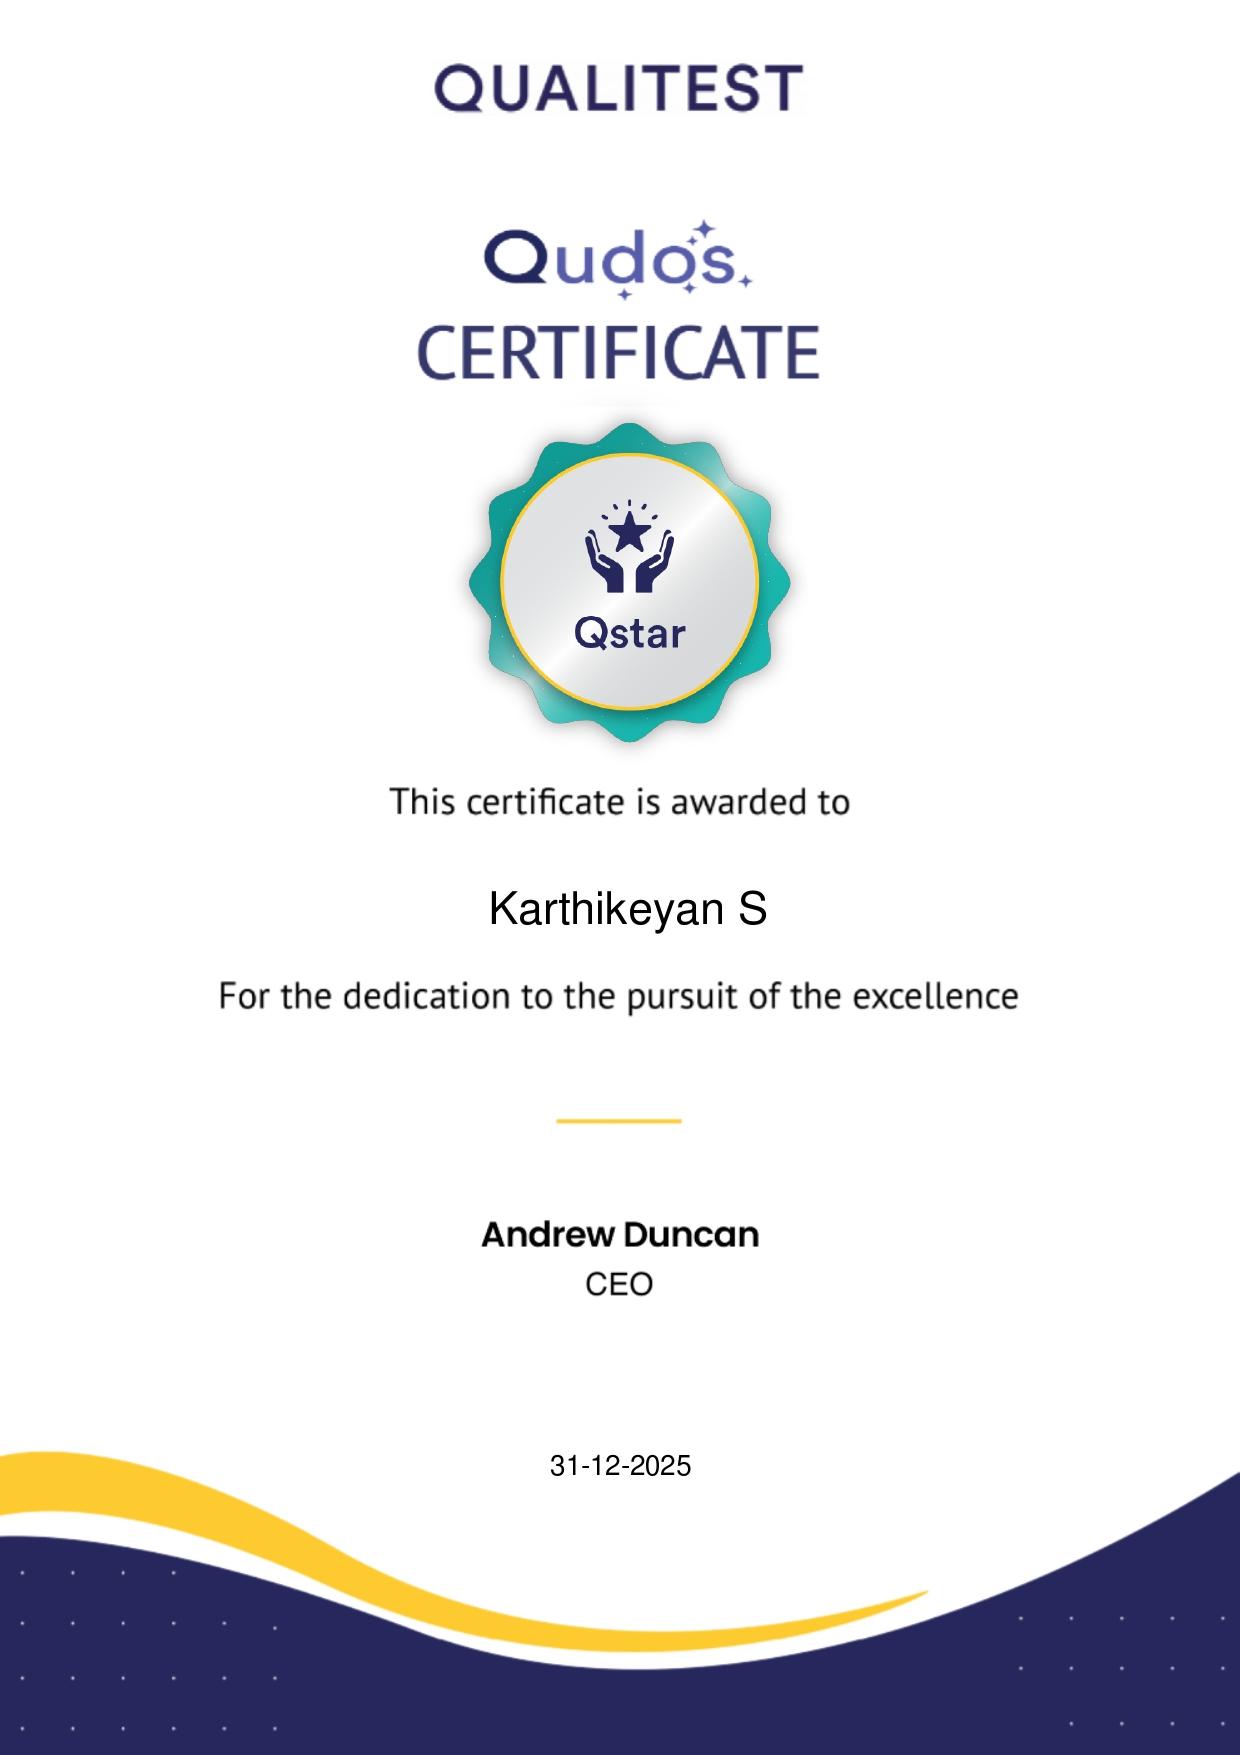 QUALITEST
Qudos
CERTIFICATE
Qstar
This certificate is awarded to
Karthikeyan S
For the dedication to the pursuit of the excellence
Andrew Duncan
CEO
31-12-2025